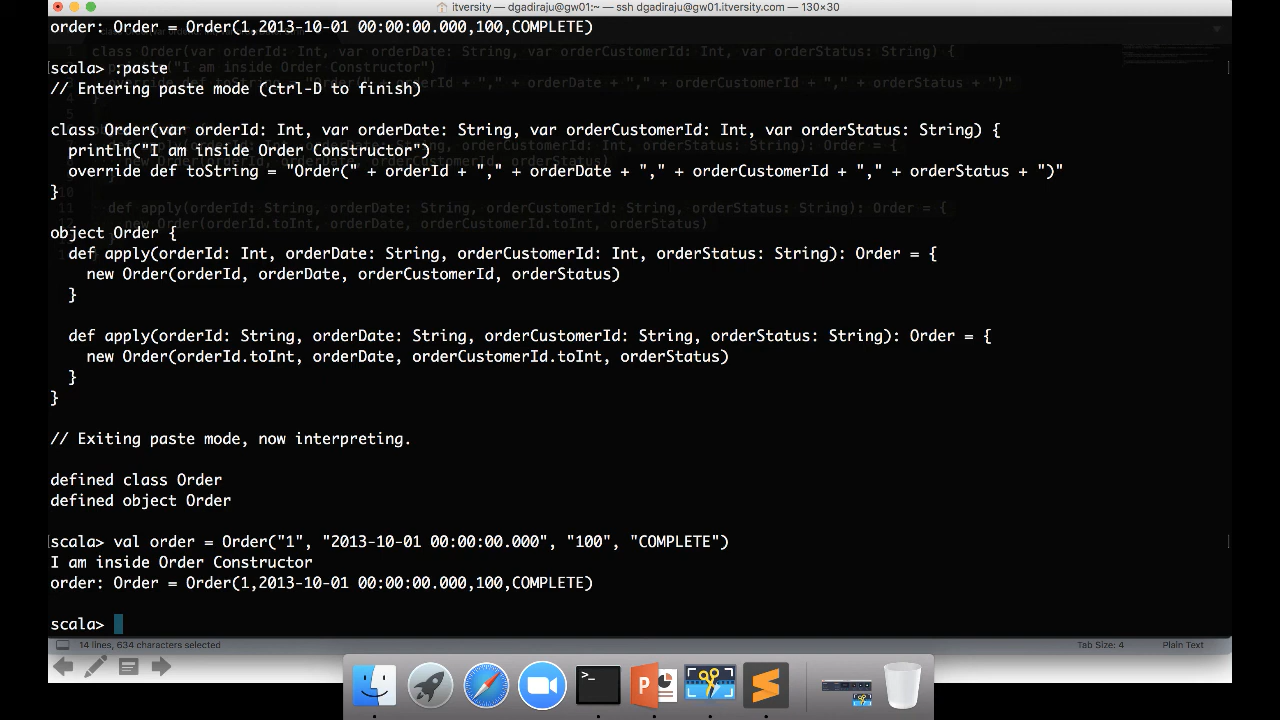 itversity — dgadiraju@gw01:~ — ssh dgadiraju@gw01.itversity.com — 130×30
order: Order = Order(1,2013-10-01 00:00:00.000,100,COMPLETE)
[scala> :paste
// Entering paste mode (ctrl-D to finish)
class Order(var orderId: Int, var orderDate: String, var orderCustomerId: Int, var orderStatus: String) {
  println("I am inside Order Constructor")
  override def toString = "Order(" + orderId + "," + orderDate + "," + orderCustomerId + "," + orderStatus + ")"
}
object Order {
  def apply(orderId: Int, orderDate: String, orderCustomerId: Int, orderStatus: String): Order = {
    new Order(orderId, orderDate, orderCustomerId, orderStatus)
  }
  def apply(orderId: String, orderDate: String, orderCustomerId: String, orderStatus: String): Order = {
    new Order(orderId.toInt, orderDate, orderCustomerId.toInt, orderStatus)
  }
}
// Exiting paste mode, now interpreting.
defined class Order
defined object Order
[scala> val order = Order("1", "2013-10-01 00:00:00.000", "100", "COMPLETE")
I am inside Order Constructor
order: Order = Order(1,2013-10-01 00:00:00.000,100,COMPLETE)
scala>
14 lines, 634 characters selected
Tab Size: 4
Plain Text